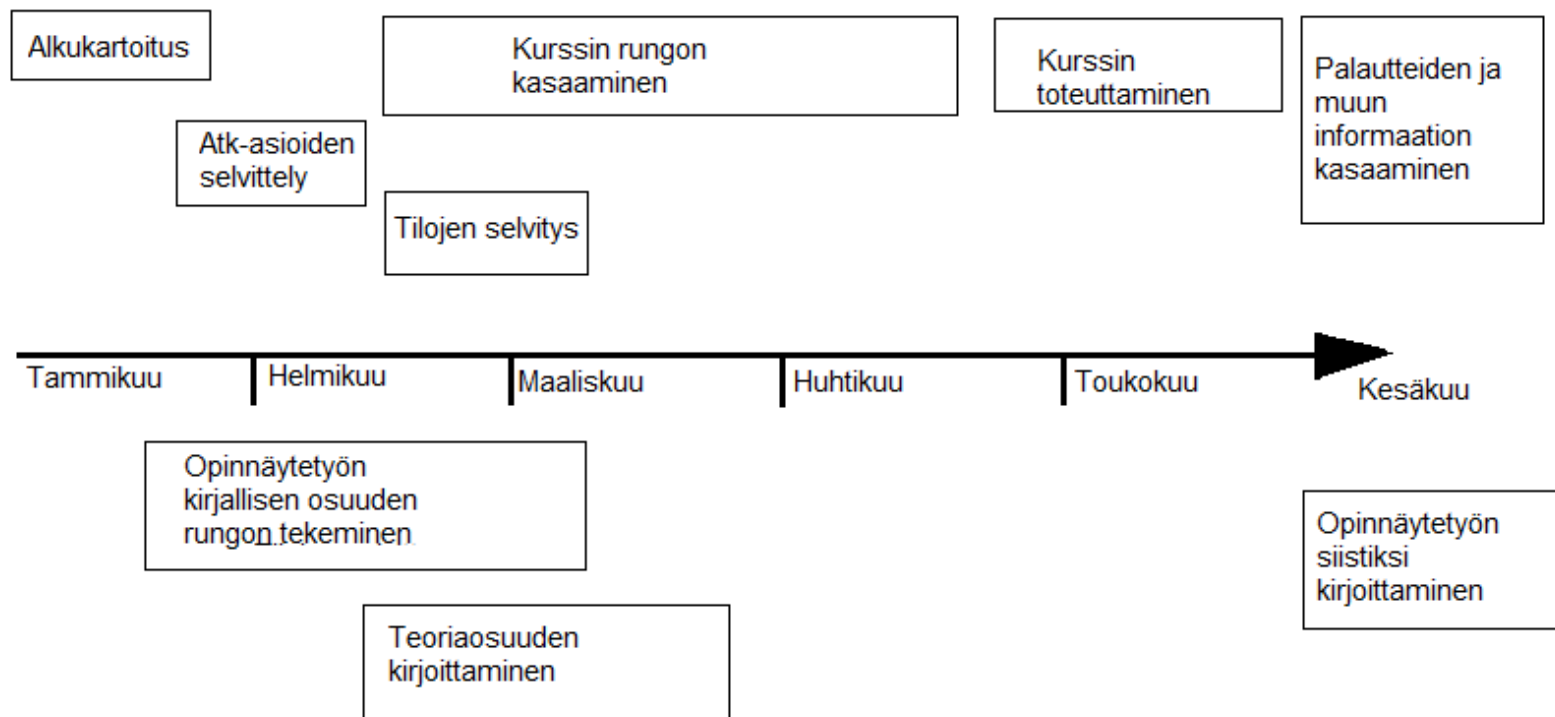 Alkukartoitus
Kurssin rungon
kasaaminen
Kurssin
toteuttaminen
Palautteiden ja
muun
informaation
kasaaminen
Atk-asioiden
selvittely
Tilojen selvitys
Tammikuu
Helmikuu
Maaliskuu
Huhtikuu
Toukokuu
Kesäkuu
Opinnäytetyön
kirjallisen osuuden
rungon tekeminen
Opinnäytetyön
siistiksi
kirjoittaminen
Teoriaosuuden
kirjoittaminen